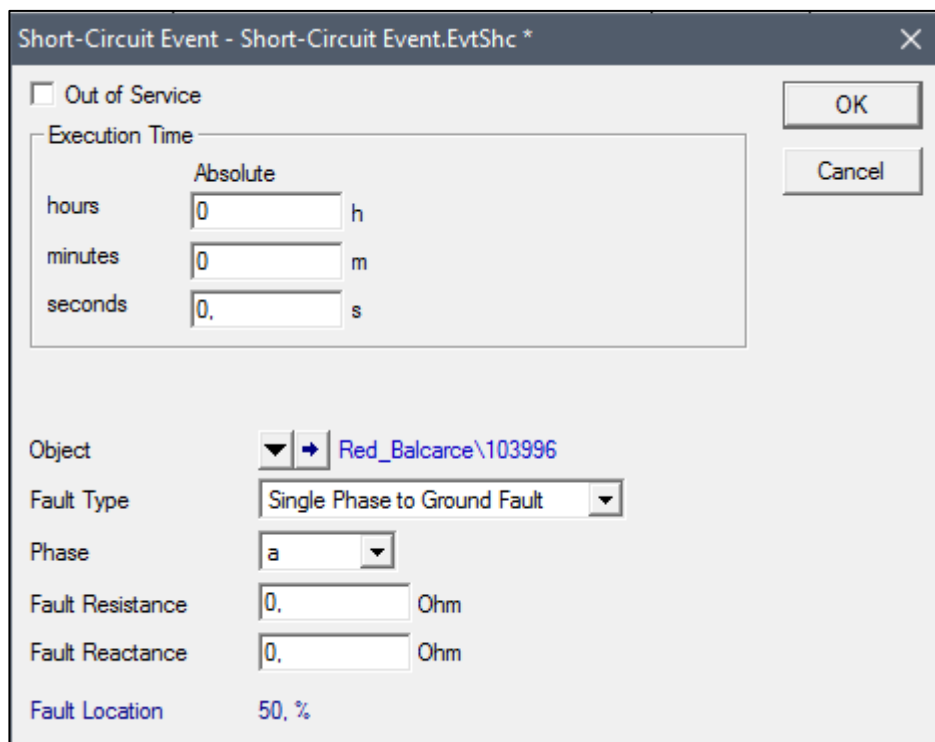 Short-Circuit Event - Short-Circuit Event.EvtShc *
Out of Service
OK
Execution Time
Cancel
Absolute
hours 0 h
minutes 0 m
seconds 0, s
Object Red_Balcarce\103996
Fault Type Single Phase to Ground Fault
Phase a
Fault Resistance 0, Ohm
Fault Reactance 0, Ohm
Fault Location 50, %